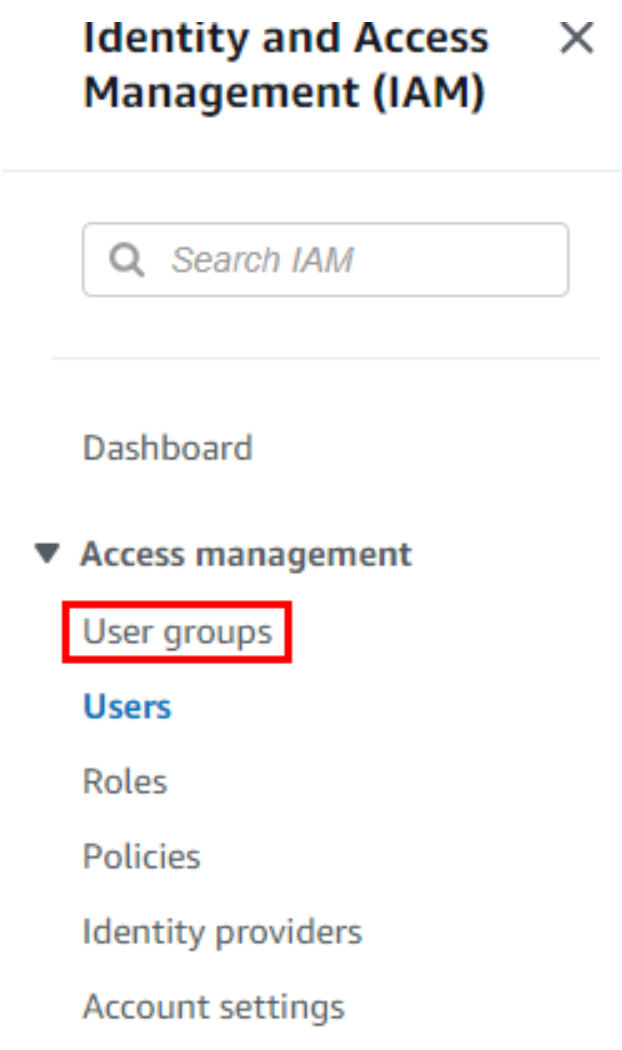 Identity and Access
Management (IAM)
Search IAM
Dashboard
Access management
User groups
Users
Roles
Policies
Identity providers
Account settings